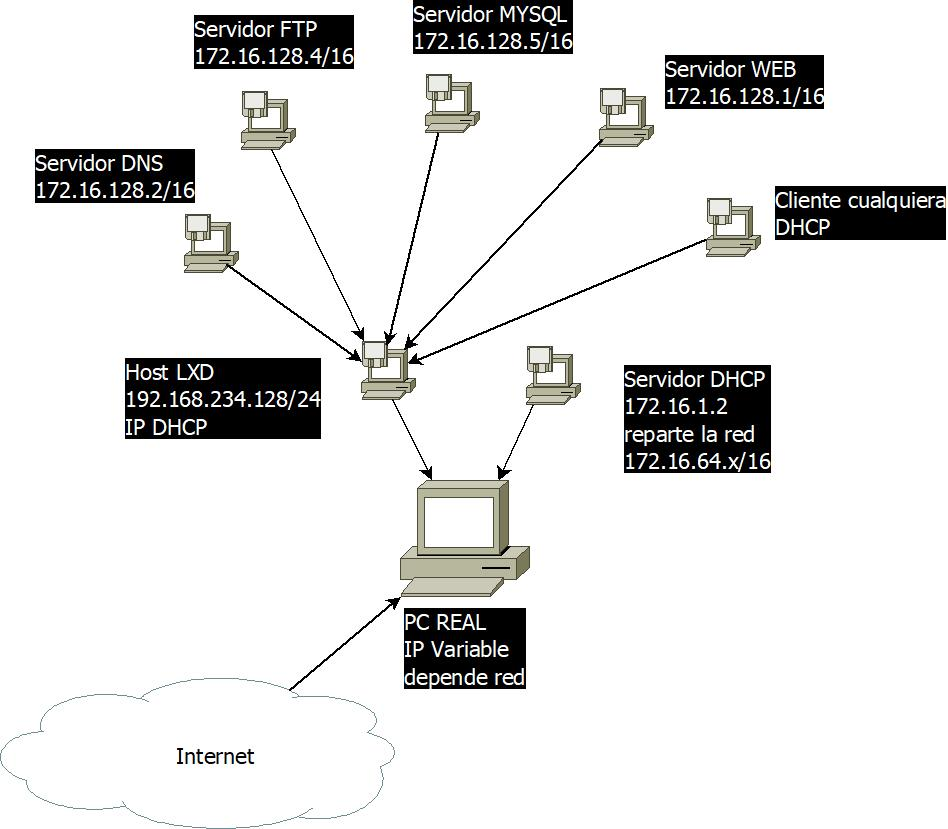 Servidor MYSQL
172.16.128.5/16
Servidor FTP
172.16.128.4/16
Servidor WEB
172.16.128.1/16
Servidor DNS
172.16.128.2/16
Cliente cualquiera
DHCP
Host LXD
192.168.234.128/24
IP DHCP
Servidor DHCP
172.16.1.2
reparte la red
172.16.64.x/16
PC REAL
IP Variable
depende red
Internet